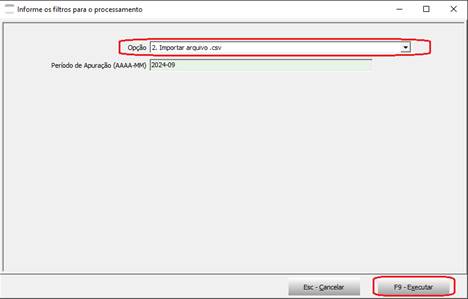 Informe os filtros para o processamento
Opção 2. Importar arquivo .csv
Período de Apuração (AAAA-MM) 2024-09
Esc - Cancelar F9 - Executar